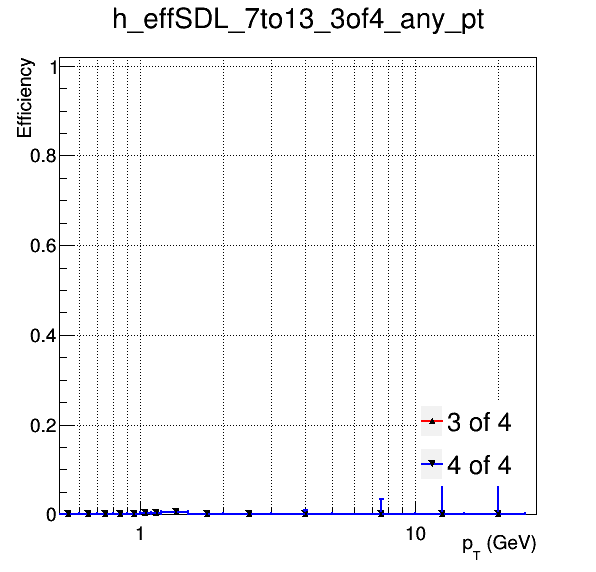 h_effSDL_7to13_3of4_any_pt
Efficiency
1
0.8
0.6
0.4
0.2
0
3 of 4
4 of 4
1
10
p_T (GeV)